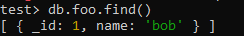 test> db.foo.find()
[ { _id: 1, name: 'bob' } ]